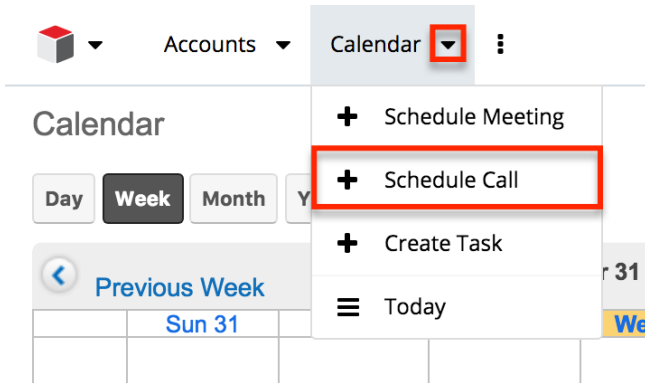 Accounts Calendar
Schedule Meeting
Calendar
Schedule Call
Day Week Month Y
Create Task
r 31
Previous Week
Today
Sun 31 We